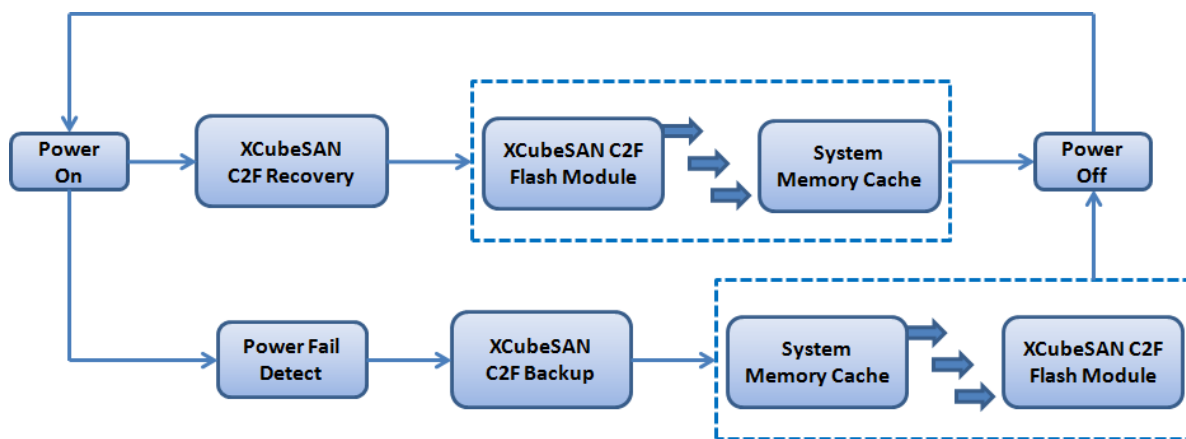 Power
On
XCubeSAN
C2F Recovery
XCubeSAN C2F
Flash Module
System
Memory Cache
Power
Off
Power Fail
Detect
XCubeSAN
C2F Backup
System
Memory Cache
XCubeSAN C2F
Flash Module